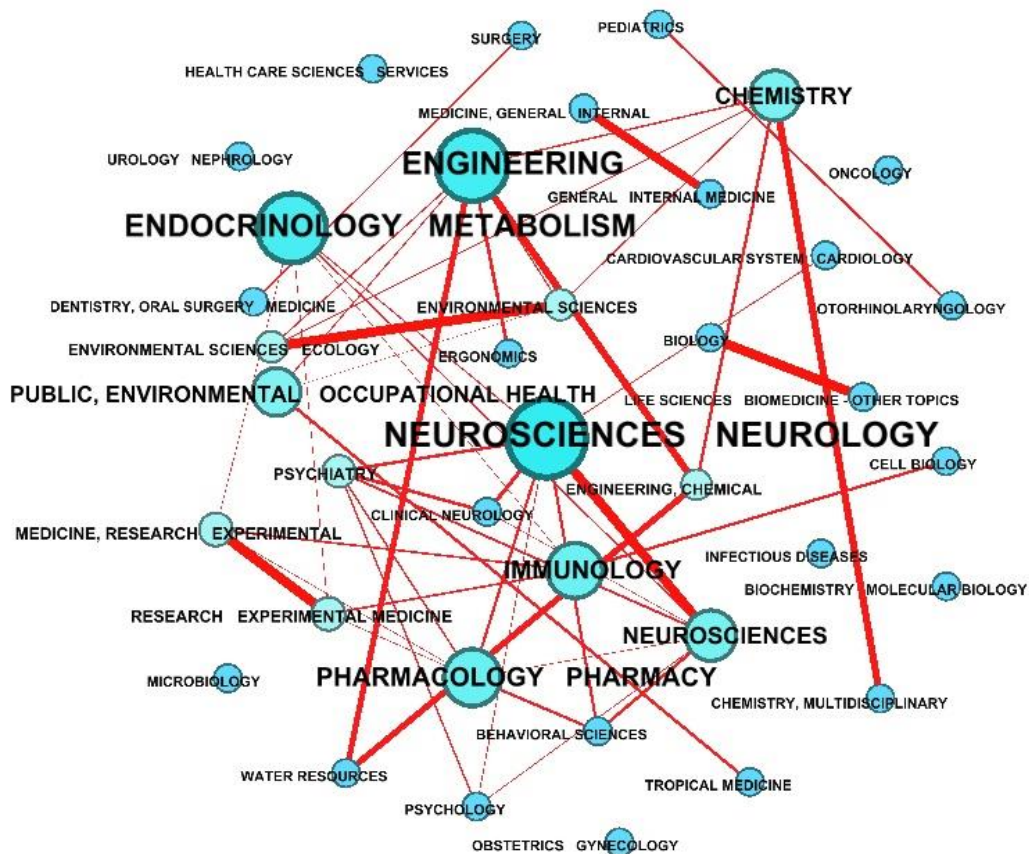 PEDIATRICS
SURGERY
HEALTH CARE SCIENCES SERVICES
CHEMISTRY
MEDICINE, GENERAL INTERNAL
UROLOGY NEPHROLOGY
ENGINEERING
ONCOLOGY
GENERAL INTERNAL MEDICINE
ENDOCRINOLOGY METABOLISM
CARDIOVASCULAR SYSTEM CARDIOLOGY
DENTISTRY, ORAL SURGERY MEDICINE
ENVIRONMENTAL SCIENCES
OTORHINOLARYNGOLOGY
BIOLOGY
ENVIRONMENTAL SCIENCES ECOLOGY
ERGONOMICS
PUBLIC, ENVIRONMENTAL OCCUPATIONAL HEALTH
LIFE SCIENCES BIOMEDICINE - OTHER TOPICS
NEUROSCIENCES NEUROLOGY
CELL BIOLOGY
PSYCHIATRY
ENGINEERING, CHEMICAL
CLINICAL NEUROLOGY
MEDICINE, RESEARCH EXPERIMENTAL
INFECTIOUS DISEASES
IMMUNOLOGY
BIOCHEMISTRY MOLECULAR BIOLOGY
RESEARCH EXPERIMENTAL MEDICINE
NEUROSCIENCES
PHARMACOLOGY PHARMACY
MICROBIOLOGY
CHEMISTRY, MULTIDISCIPLINARY
BEHAVIORAL SCIENCES
WATER RESOURCES
TROPICAL MEDICINE
PSYCHOLOGY
OBSTETRICS GYNECOLOGY